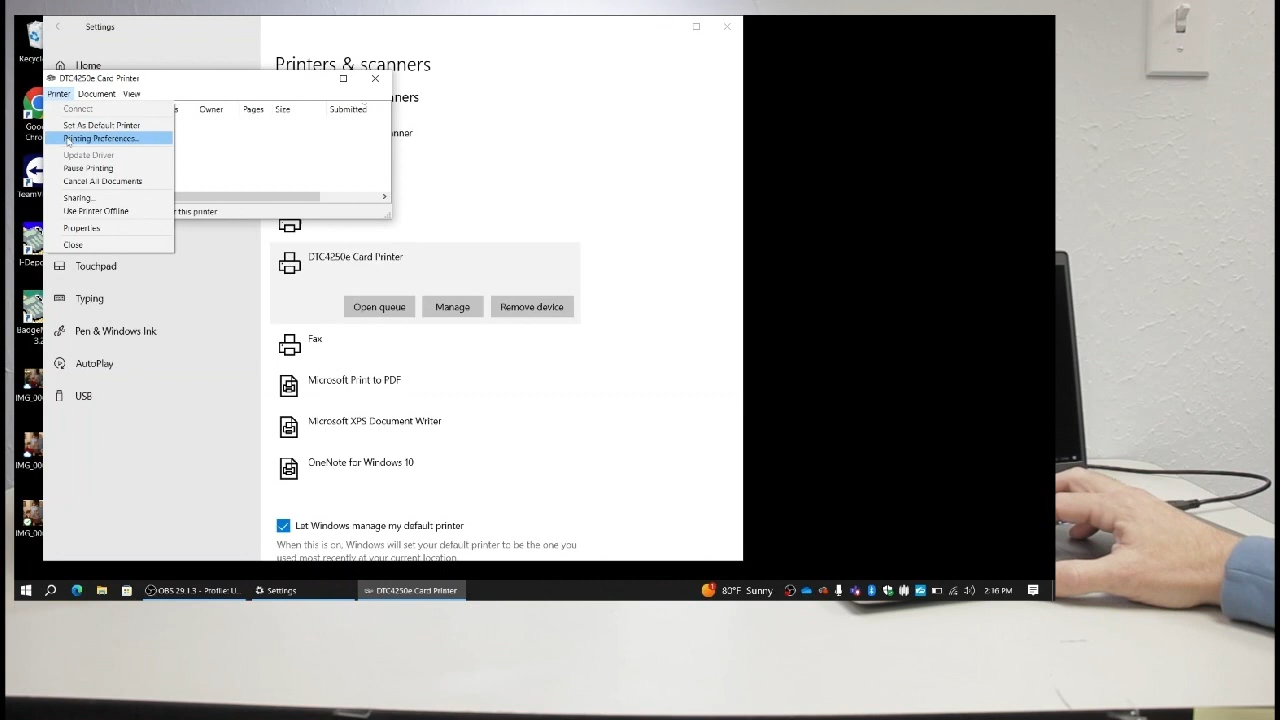 Settings
Home
Printers & scanners
DTC4250e Card Printer
Printer Document View
Owner Pages Size Submitted
Connect
Set As Default Printer
Printing Preferences...
Update Driver
Pause Printing
Cancel All Documents
Sharing...
Use Printer Offline
Properties
Close
this printer
Touchpad
Typing
Pen & Windows Ink
AutoPlay
USB
DTC4250e Card Printer
Open queue Manage Remove device
Fax
Microsoft Print to PDF
Microsoft XPS Document Writer
OneNote for Windows 10
Let Windows manage my default printer
When this is on, Windows will set your default printer to be the one you
used most recently at your current location.
OBS 29.1.3 - Profile: U...
Settings
DTC4250e Card Printer
80°F Sunny
2:16 PM